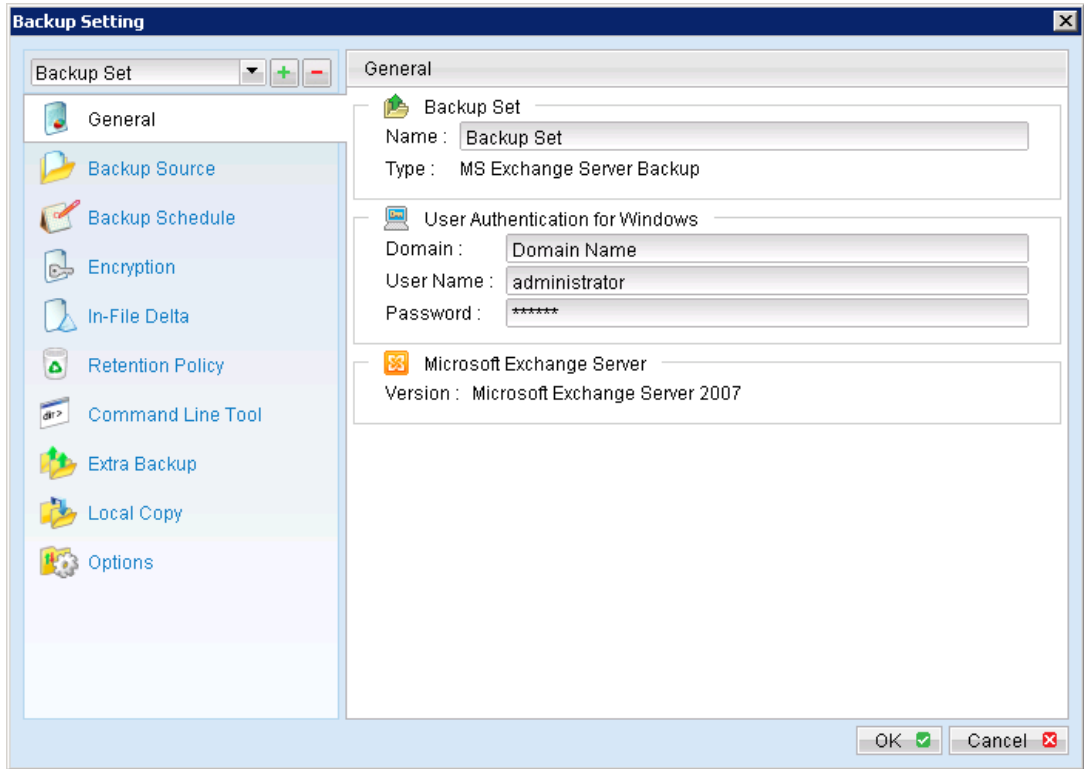 Backup Setting
Backup Set
General
Backup Source
Backup Schedule
Encryption
In-File Delta
Retention Policy
dir>
Command Line Tool
Extra Backup
Local Copy
Options
General
Backup Set
Name : Backup Set
Type : MS Exchange Server Backup
User Authentication for Windows
Domain : Domain Name
User Name : administrator
Password : ******
Microsoft Exchange Server
Version : Microsoft Exchange Server 2007
OK
Cancel